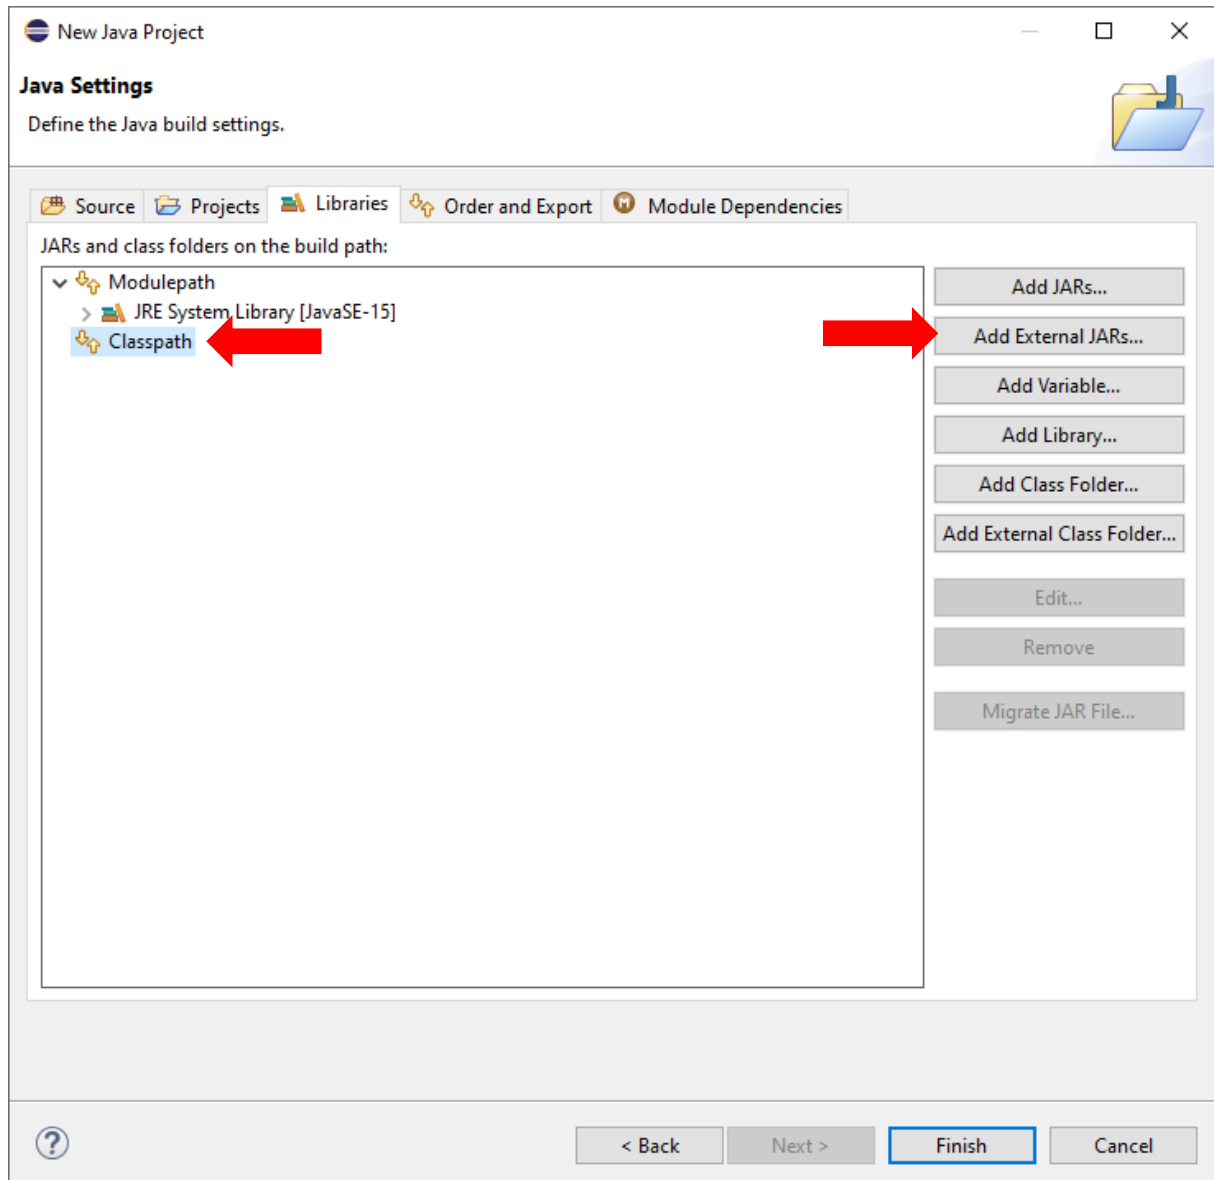 New Java Project
Java Settings
Define the Java build settings.
Source Projects Libraries Order and Export Module Dependencies
JARs and class folders on the build path:
Modulepath
JRE System Library [JavaSE-15]
Classpath
Add JARs...
Add External JARs...
Add Variable...
Add Library...
Add Class Folder...
Add External Class Folder...
Edit...
Remove
Migrate JAR File...
? < Back Next > Finish Cancel